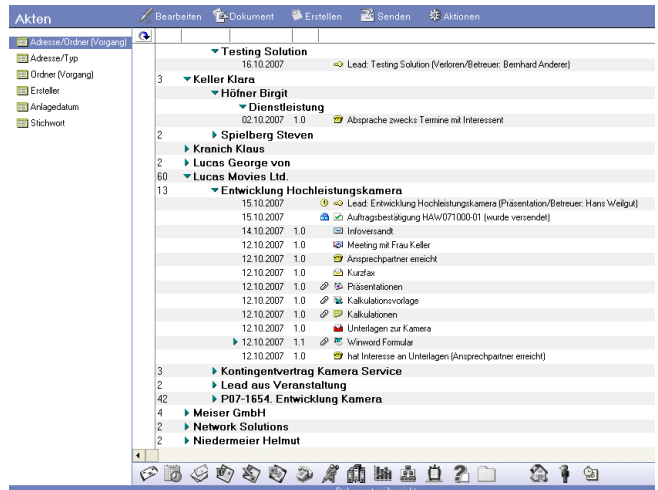 Akten
Bearbeiten Dokument Erstellen Senden Aktionen
Adresse/Ordner (Vorgang)
Adresse/Typ
Ordner (Vorgang)
Ersteller
Anlagedatum
Stichwort
Testing Solution
16.10.2007 Lead: Testing Solution (Verloren/Betreuer: Bernhard Anderer)
3 Keller Klara
Höfner Birgit
Dienstleistung
02.10.2007 1.0 Absprache zwecks Termine mit Interessent
2 Spielberg Steven
Kranich Klaus
2 Lucas George von
60 Lucas Movies Ltd.
13 Entwicklung Hochleistungskamera
15.10.2007 Lead: Entwicklung Hochleistungskamera (Präsentation/Betreuer: Hans Weilgut)
15.10.2007 Auftragsbestätigung HAW071000-01 (wurde versendet)
14.10.2007 1.0 Infoversandt
12.10.2007 1.0 Meeting mit Frau Keller
12.10.2007 1.0 Ansprechpartner erreicht
12.10.2007 1.0 Kurzfax
12.10.2007 1.0 Präsentationen
12.10.2007 1.0 Kalkulationsvorlage
12.10.2007 1.0 Kalkulationen
12.10.2007 1.0 Unterlagen zur Kamera
12.10.2007 1.1 Winword Formular
12.10.2007 1.0 hat Interesse an Unterlagen (Ansprechpartner erreicht)
3 Kontingentvertrag Kamera Service
2 Lead aus Veranstaltung
42 P07-1654. Entwicklung Kamera
4 Meiser GmbH
2 Network Solutions
2 Niedermeier Helmut